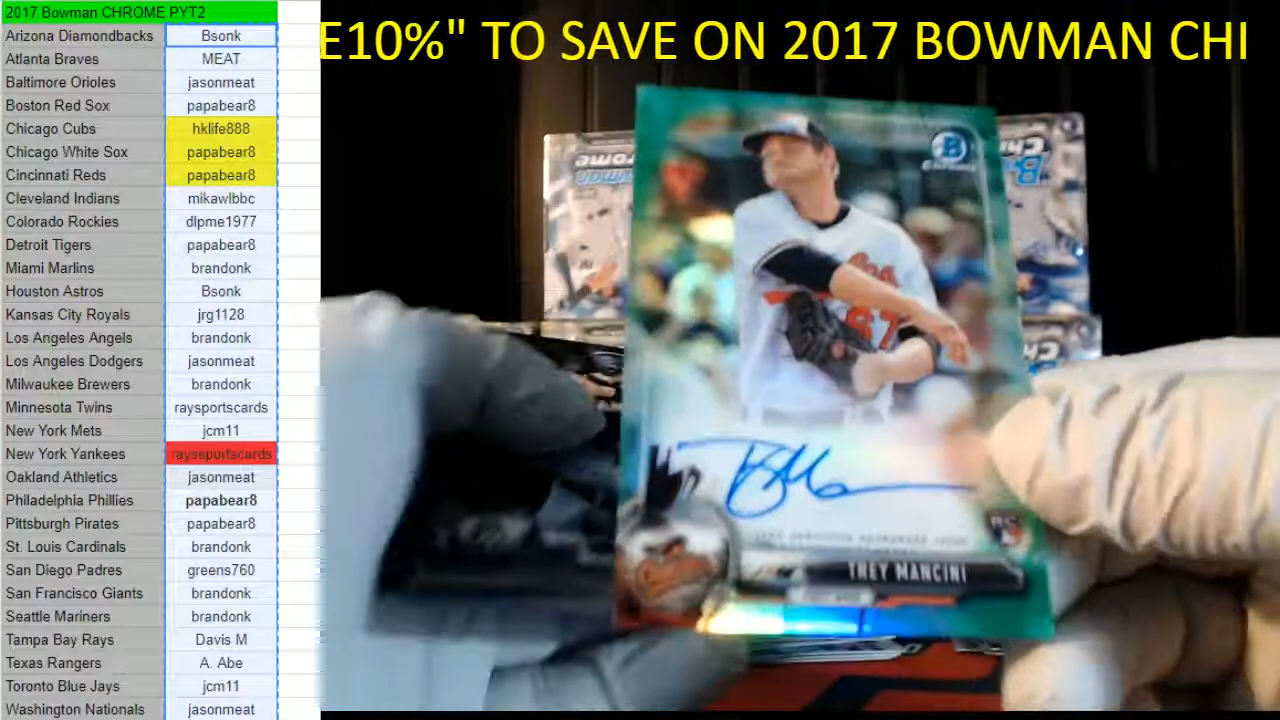 2017 Bowman CHROME PYT2
Arizona Diamondbacks Bsonk
Atlanta Braves MEAT
Baltimore Orioles jasonmeat
Boston Red Sox papabear8
Chicago Cubs hklife888
Chicago White Sox papabear8
Cincinnati Reds papabear8
Cleveland Indians mikawlbbc
Colorado Rockies dlpme1977
Detroit Tigers papabear8
Miami Marlins brandonk
Houston Astros Bsonk
Kansas City Royals jrg1128
Los Angeles Angels brandonk
Los Angeles Dodgers jasonmeat
Milwaukee Brewers brandonk
Minnesota Twins raysportscards
New York Mets jcm11
New York Yankees rayssportscards
Oakland Athletics jasonmeat
Philadelphia Phillies papabear8
Pittsburgh Pirates papabear8
St. Louis Cardinals brandonk
San Diego Padres greens760
San Francisco Giants brandonk
Seattle Mariners brandonk
Tampa Bay Rays Davis M
Texas Rangers A. Abe
Toronto Blue Jays jcm11
Washington Nationals jasonmeat
E10%" TO SAVE ON 2017 BOWMAN CHI
B
CHROME
67
RC
TREY MANCINI